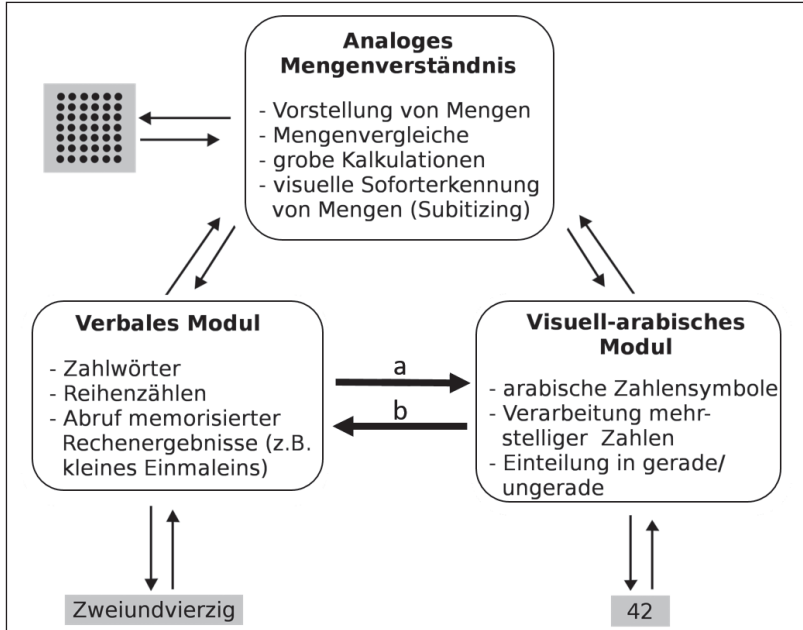 Analoges
Mengenverständnis
- Vorstellung von Mengen
- Mengenvergleiche
- grobe Kalkulationen
- visuelle Soforterkennung
von Mengen (Subitizing)
Verbales Modul
- Zahlwörter
- Reihenzählen
- Abruf memorisierter
Rechenergebnisse (z.B.
kleines Einmaleins)
a
b
Visuell-arabisches
Modul
- arabische Zahlensymbole
- Verarbeitung mehr-
stelliger Zahlen
- Einteilung in gerade/
ungerade
Zweiundvierzig
42